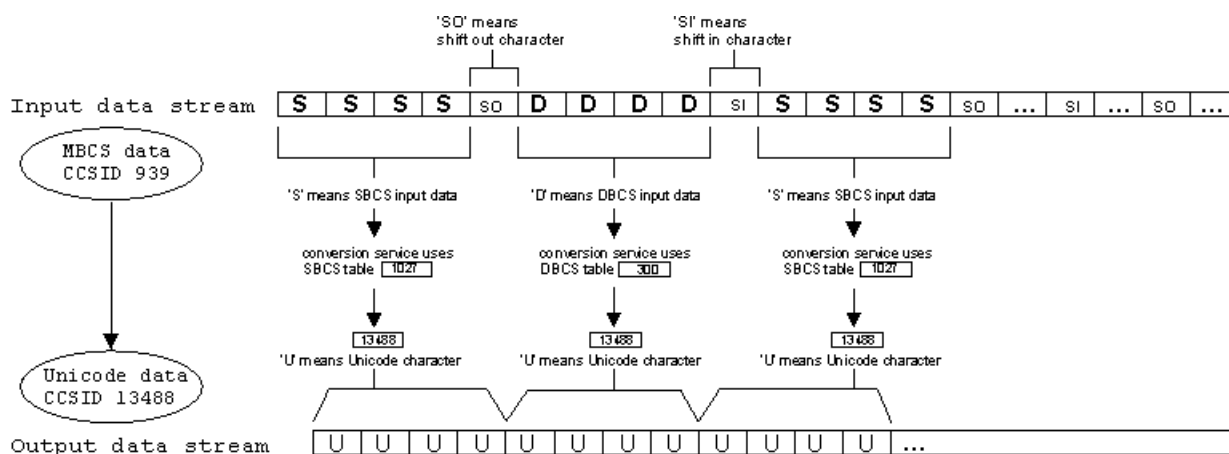 'SO' means
shift out character
'SI' means
shift in character
Input data stream S S S S SO D D D D SI S S S S SO ... SI ... SO ...
MBCS data
CCSID 939
'S' means SBCS input data
'D' means DBCS input data
'S' means SBCS input data
conversion service uses
SBCS table 1027
conversion service uses
DBCS table 300
conversion service uses
SBCS table 1027
13488
'U' means Unicode character
13488
'U' means Unicode character
13488
'U' means Unicode character
Unicode data
CCSID 13488
Output data stream U U U U U U U U U U U U ...